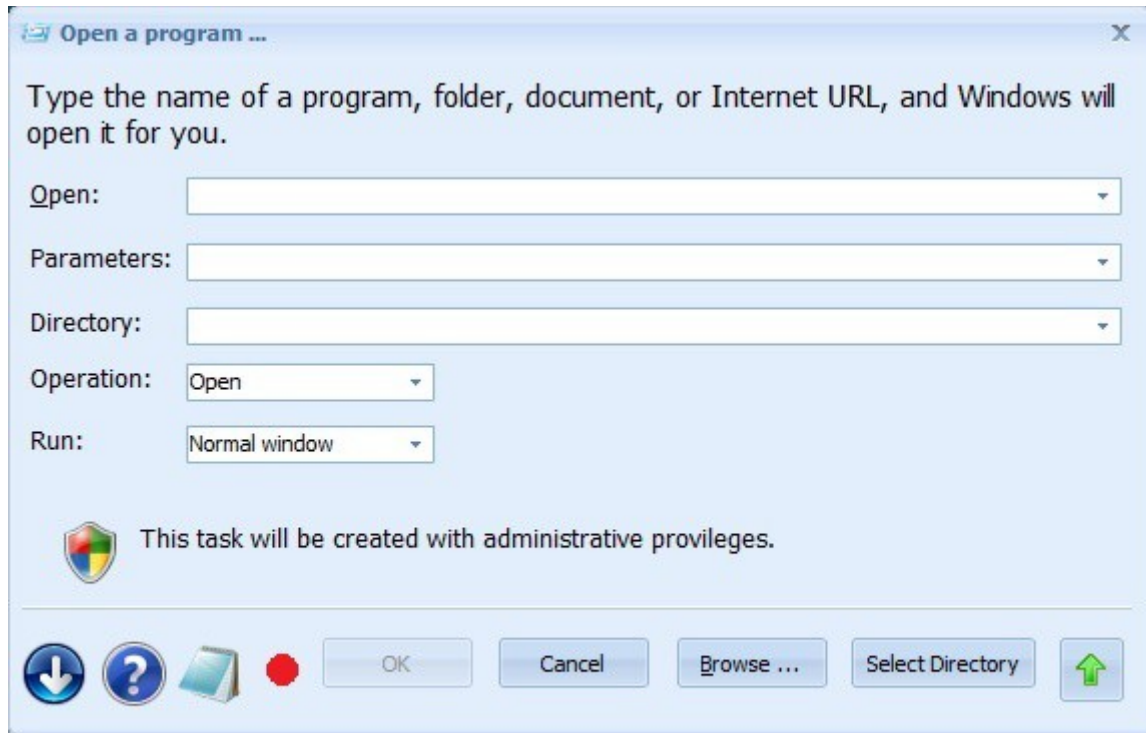 Open a program ...
x
Type the name of a program, folder, document, or Internet URL, and Windows will
open it for you.
Open:
Parameters:
Directory:
Operation: Open
Run: Normal window
This task will be created with administrative provileges.
? OK Cancel Browse ... Select Directory